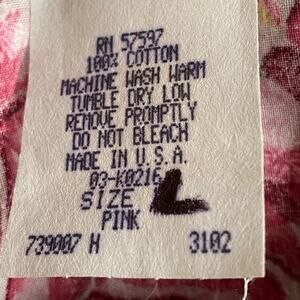 RN 57597
100% COTTON
MACHINE WASH WARM
TUMBLE DRY LOW
REMOVE PROMPTLY
DO NOT BLEACH
MADE IN U.S.A.
03-K0216
SIZE L
PINK
739007 H 3102